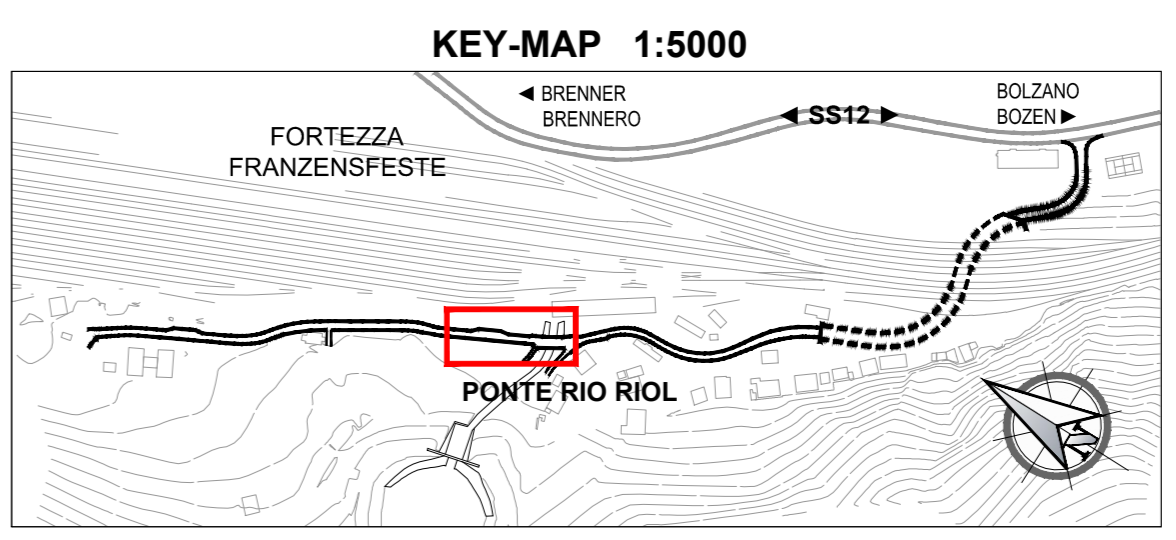 KEY-MAP 1:5000
◄ BRENNER
BRENNERO
◄ SS12 ►
BOLZANO
BOZEN ►
FORTEZZA
FRANZENSFESTE
PONTE RIO RIOL